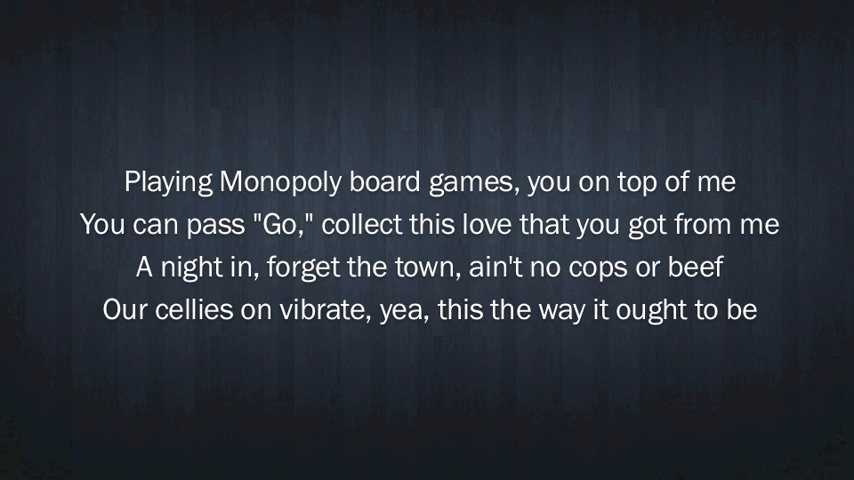 Playing Monopoly board games, you on top of me
You can pass "Go," collect this love that you got from me
A night in, forget the town, ain't no cops or beef
Our cellies on vibrate, yea, this the way it ought to be